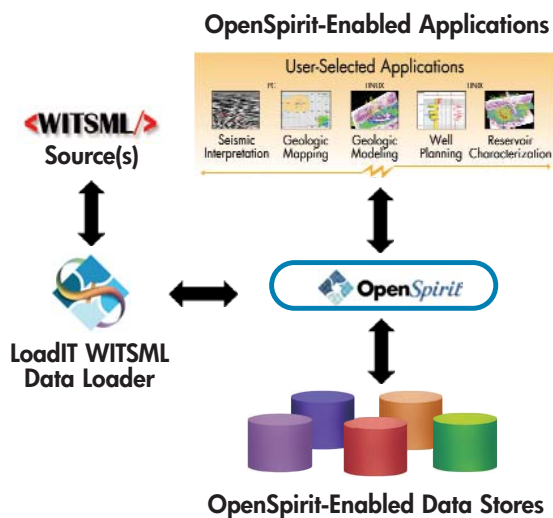 OpenSpirit-Enabled Applications
User-Selected Applications
PC
LINUX
UNIX
Seismic Interpretation
Geologic Mapping
Geologic Modeling
Well Planning
Reservoir Characterization
<WITSML/>
Source(s)
LoadIT WITSML
Data Loader
OpenSpirit
OpenSpirit-Enabled Data Stores